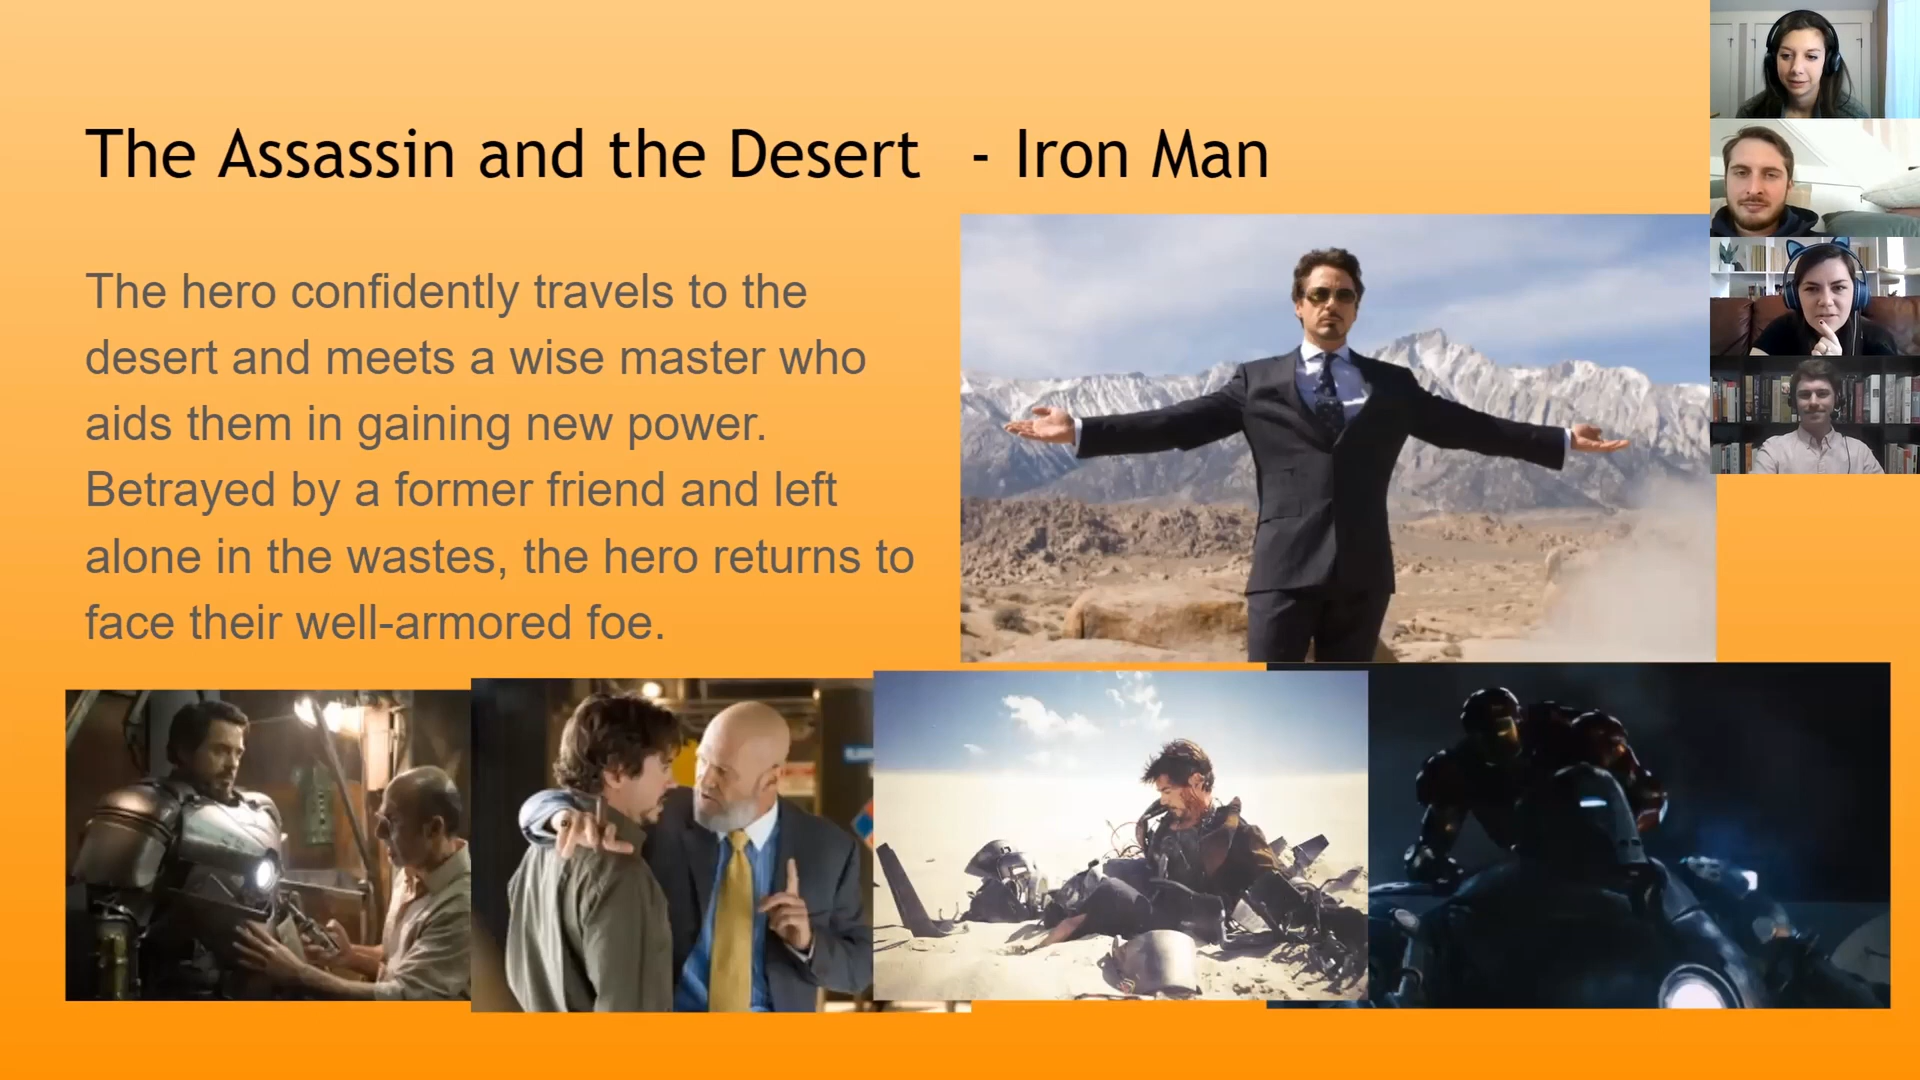 The Assassin and the Desert - Iron Man
The hero confidently travels to the
desert and meets a wise master who
aids them in gaining new power.
Betrayed by a former friend and left
alone in the wastes, the hero returns to
face their well-armored foe.